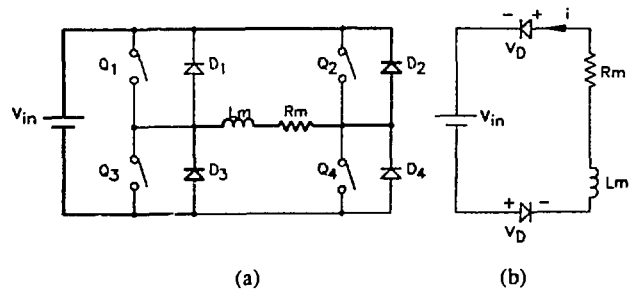 Q1
D1
Q2
D2
Vin
Lm
Rm
Q3
D3
Q4
D4
(a)
- + i
VD
Rm
Vin
Lm
+ -
VD
(b)